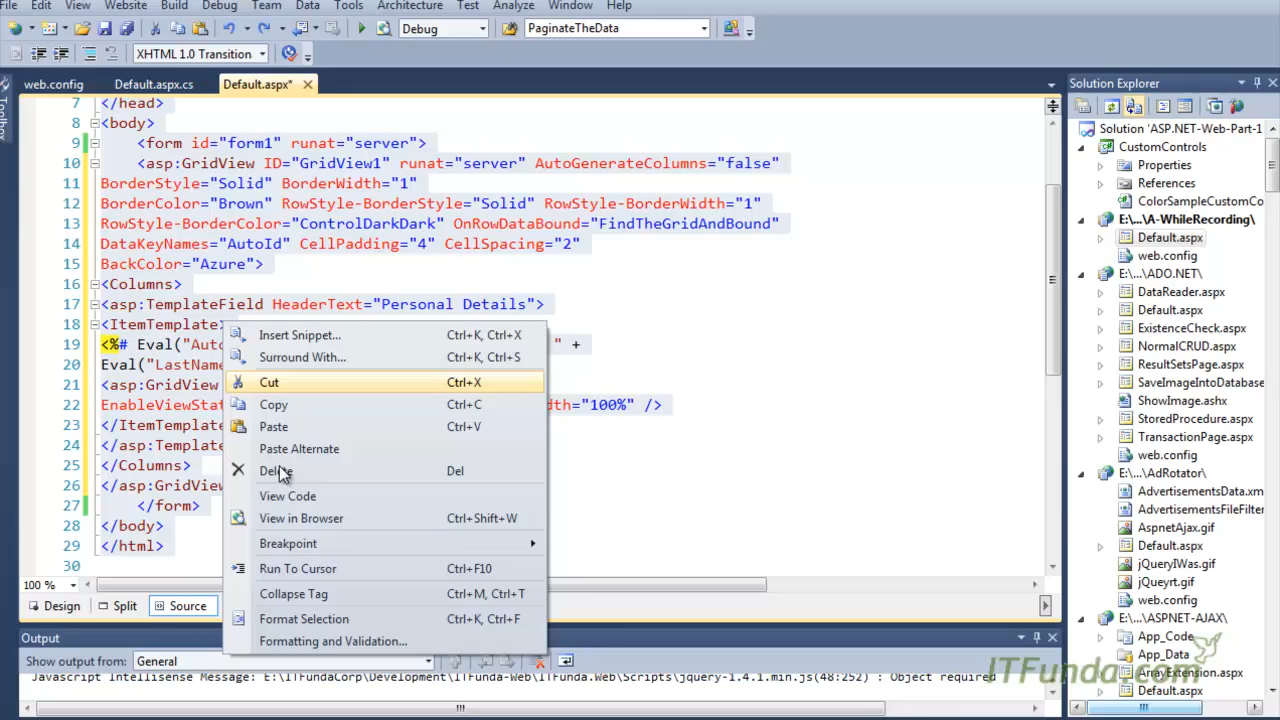 File Edit View Website Build Debug Team Data Tools Architecture Test Analyze Window Help
Debug PaginateTheData
XHTML 1.0 Transition
web.config Default.aspx.cs Default.aspx*
Toolbox
7 </head>
8 <body>
9 <form id="form1" runat="server">
10 <asp:GridView ID="GridView1" runat="server" AutoGenerateColumns="false"
11 BorderStyle="Solid" BorderWidth="1"
12 BorderColor="Brown" RowStyle-BorderStyle="Solid" RowStyle-BorderWidth="1"
13 RowStyle-BorderColor="ControlDarkDark" OnRowDataBound="FindTheGridAndBound"
14 DataKeyNames="AutoId" CellPadding="4" CellSpacing="2"
15 BackColor="Azure">
16 <Columns>
17 <asp:TemplateField HeaderText="Personal Details">
18 <ItemTemplate>
19 <%# Eval("Auto " +
20 Eval("LastName
21 <asp:GridView
22 EnableViewStat dth="100%" />
23 </ItemTemplate
24 </asp:Template
25 </Columns>
26 </asp:GridView
27 </form>
28 </body>
29 </html>
30
Insert Snippet... Ctrl+K, Ctrl+X
Surround With... Ctrl+K, Ctrl+S
Cut Ctrl+X
Copy Ctrl+C
Paste Ctrl+V
Paste Alternate
Delete Del
View Code
View in Browser Ctrl+Shift+W
Breakpoint
Run To Cursor Ctrl+F10
Collapse Tag Ctrl+M, Ctrl+T
Format Selection Ctrl+K, Ctrl+F
Formatting and Validation...
100 %
Design Split Source
Output
Show output from: General
Javascript Intellisense Message: E:\ITFundaCorp\Development\ITFunda-Web\ITFunda.Web\Scripts\jquery-1.4.1.min.js(48:252) : Object required
Solution Explorer
Solution 'ASP.NET-Web-Part-1
CustomControls
Properties
References
ColorSampleCustomCo
E:\...\A-WhileRecording\
Default.aspx
web.config
E:\...\ADO.NET\
DataReader.aspx
Default.aspx
ExistenceCheck.aspx
NormalCRUD.aspx
ResultSetsPage.aspx
SaveImageIntoDatabase
ShowImage.ashx
StoredProcedure.aspx
TransactionPage.aspx
web.config
E:\...\AdRotator\
AdvertisementsData.xm
AdvertisementsFileFilter
AspnetAjax.gif
Default.aspx
jQueryIWas.gif
jQueyrt.gif
web.config
E:\...\ASPNET-AJAX\
App_Code
App_Data
ArrayExtension.aspx
Default.aspx
ITFunda.com